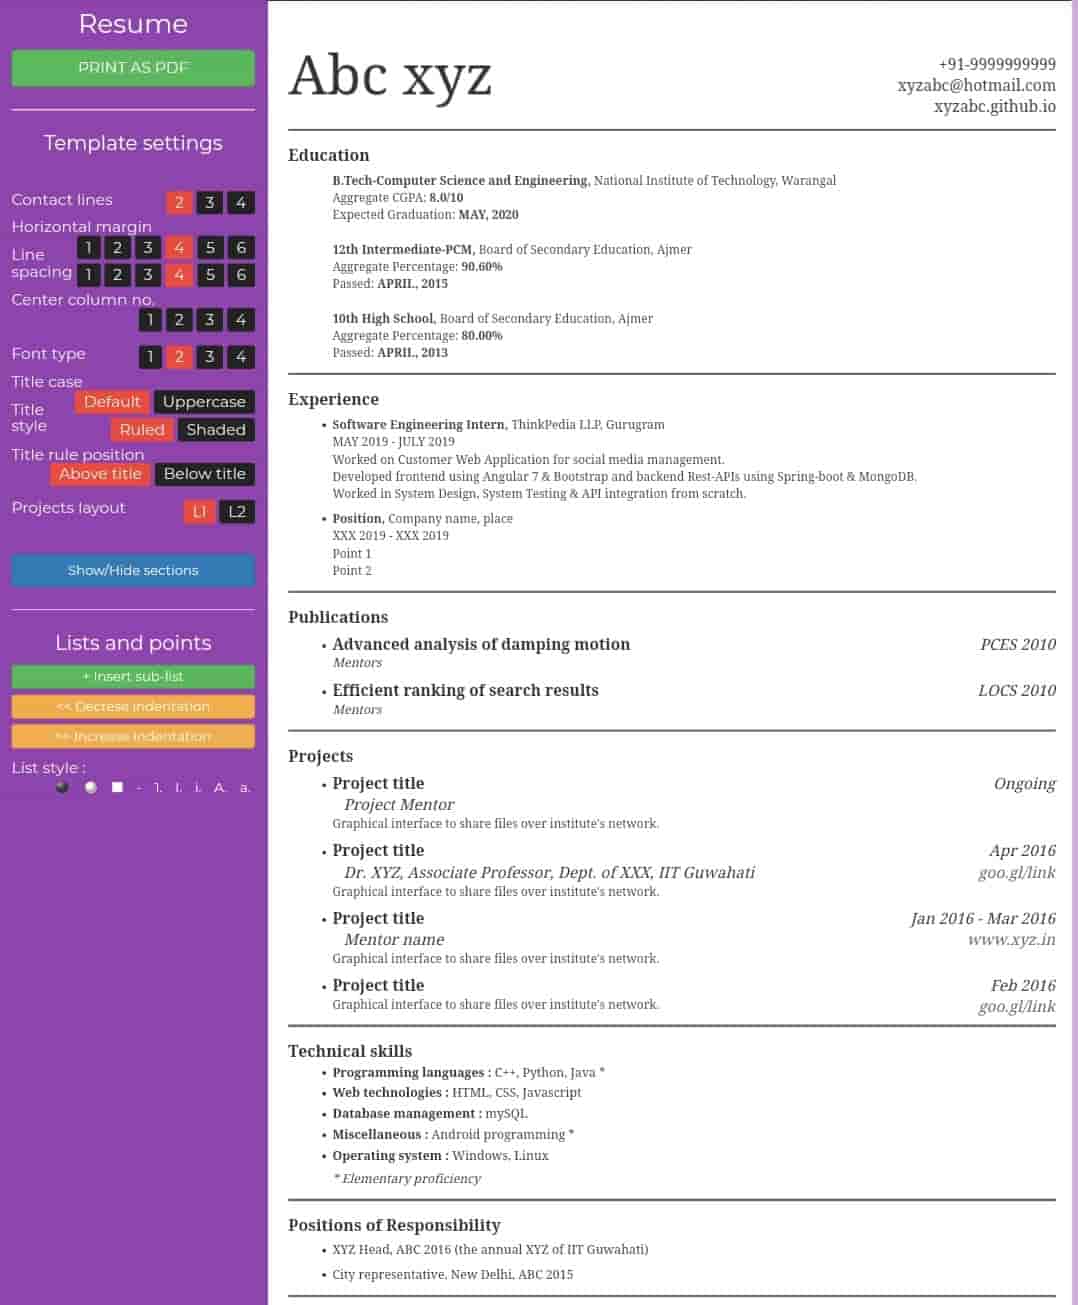 Resume
PRINT AS PDF
Template settings
Contact lines 2 3 4
Horizontal margin
1 2 3 4 5 6
Line
spacing 1 2 3 4 5 6
Center column no.
1 2 3 4
Font type 1 2 3 4
Title case
Default Uppercase
Title
style Ruled Shaded
Title rule position
Above title Below title
Projects layout L1 L2
Show/Hide sections
Lists and points
+ Insert sub-list
<< Decrese indentation
>> Increase indentation
List style :
- 1. I. i. A. a.
Abc xyz
+91-9999999999
xyzabc@hotmail.com
xyzabc.github.io
Education
B.Tech-Computer Science and Engineering, National Institute of Technology, Warangal
Aggregate CGPA: 8.0/10
Expected Graduation: MAY, 2020
12th Intermediate-PCM, Board of Secondary Education, Ajmer
Aggregate Percentage: 90.60%
Passed: APRIL, 2015
10th High School, Board of Secondary Education, Ajmer
Aggregate Percentage: 80.00%
Passed: APRIL, 2013
Experience
• Software Engineering Intern, ThinkPedia LLP, Gurugram
MAY 2019 - JULY 2019
Worked on Customer Web Application for social media management.
Developed frontend using Angular 7 & Bootstrap and backend Rest-APIs using Spring-boot & MongoDB.
Worked in System Design, System Testing & API integration from scratch.
• Position, Company name, place
XXX 2019 - XXX 2019
Point 1
Point 2
Publications
• Advanced analysis of damping motion PCES 2010
Mentors
• Efficient ranking of search results LOCS 2010
Mentors
Projects
• Project title Ongoing
Project Mentor
Graphical interface to share files over institute's network.
• Project title Apr 2016
Dr. XYZ, Associate Professor, Dept. of XXX, IIT Guwahati goo.gl/link
Graphical interface to share files over institute's network.
• Project title Jan 2016 - Mar 2016
Mentor name www.xyz.in
Graphical interface to share files over institute's network.
• Project title Feb 2016
Graphical interface to share files over institute's network. goo.gl/link
Technical skills
• Programming languages : C++, Python, Java *
• Web technologies : HTML, CSS, Javascript
• Database management : mySQL
• Miscellaneous : Android programming *
• Operating system : Windows, Linux
* Elementary proficiency
Positions of Responsibility
• XYZ Head, ABC 2016 (the annual XYZ of IIT Guwahati)
• City representative, New Delhi, ABC 2015